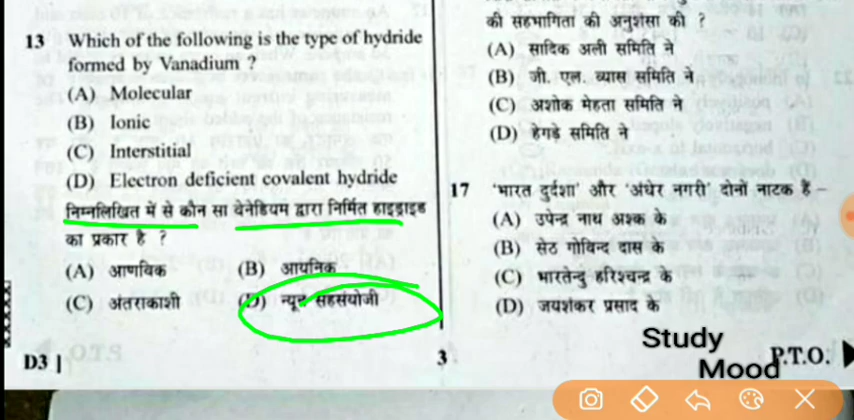 13 Which of the following is the type of hydride
formed by Vanadium ?
(A) Molecular
(B) Ionic
(C) Interstitial
(D) Electron deficient covalent hydride
निम्नलिखित में से कौन सा वेनेडियम द्वारा निर्मित हाइड्राइड
का प्रकार है ?
(A) आणविक (B) आयनिक
(C) अंतराकाशी (D) न्यून सहसंयोजी
D3 |
3
की सहभागिता की अनुशंसा की ?
(A) सादिक अली समिति ने
(B) जी. एल. व्यास समिति ने
(C) अशोक मेहता समिति ने
(D) हेगड़े समिति ने
17 'भारत दुर्दशा' और 'अंधेर नगरी' दोनों नाटक हैं –
(A) उपेन्द्र नाथ अश्क के
(B) सेठ गोविन्द दास के
(C) भारतेन्दु हरिश्चन्द्र के
(D) जयशंकर प्रसाद के
Study
Mood
P.T.O.